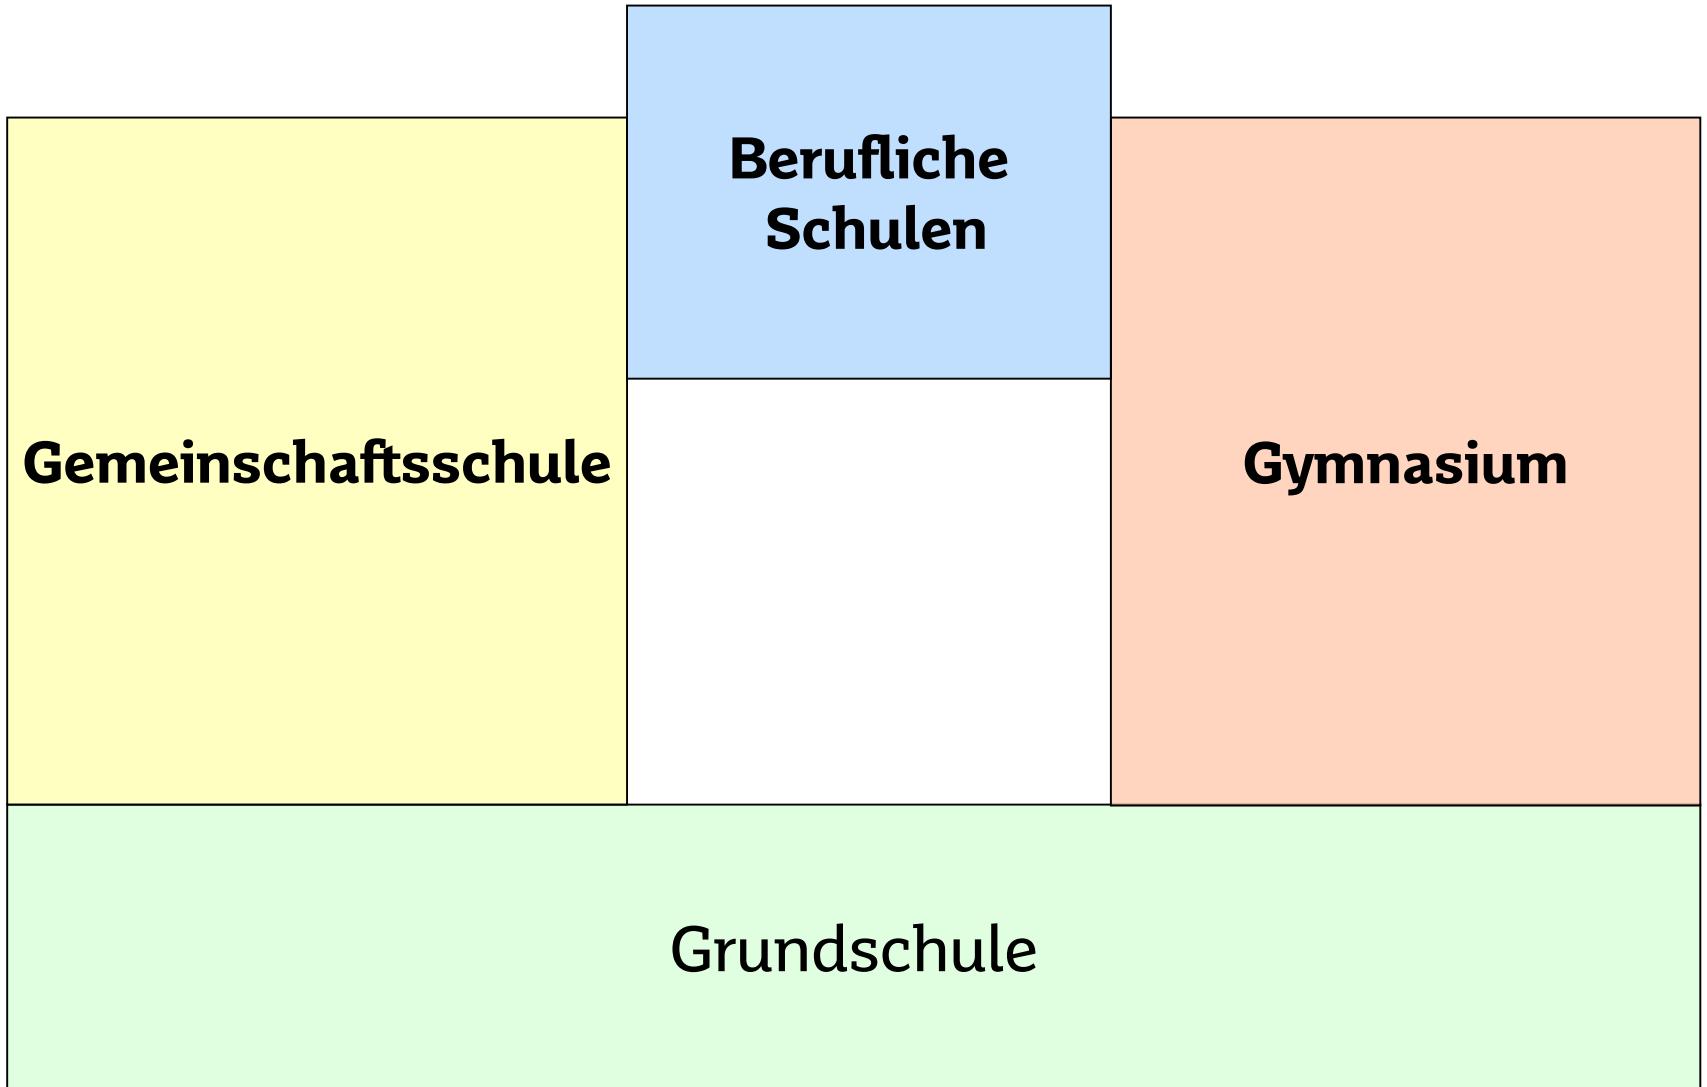 Berufliche
Schulen
Gemeinschaftsschule
Gymnasium
Grundschule